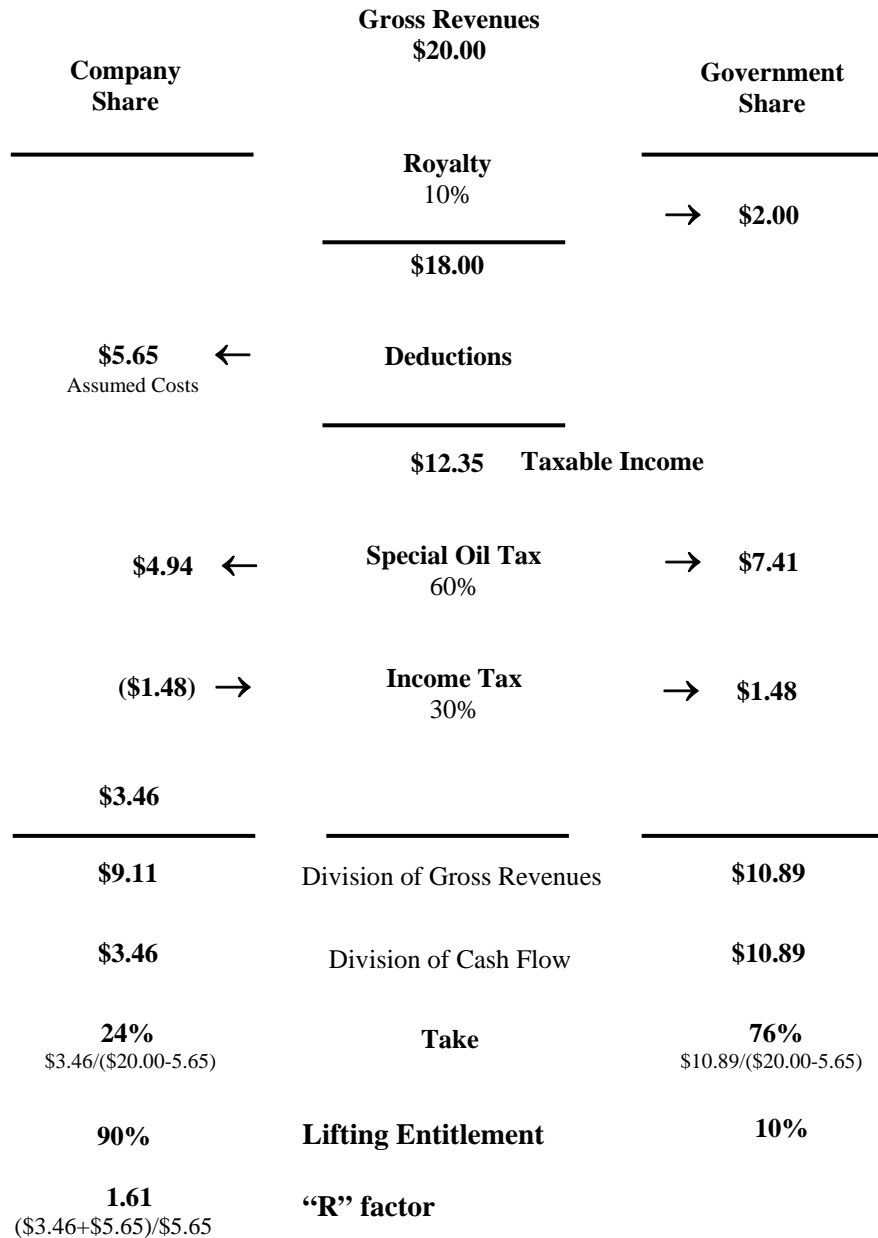 Gross Revenues
$20.00
Company
Share
Government
Share
Royalty
10%
→ $2.00
$18.00
$5.65 ← Deductions
Assumed Costs
$12.35 Taxable Income
$4.94 ← Special Oil Tax → $7.41
60%
($1.48) → Income Tax → $1.48
30%
$3.46
$9.11 Division of Gross Revenues $10.89
$3.46 Division of Cash Flow $10.89
24% Take 76%
$3.46/($20.00-5.65) $10.89/($20.00-5.65)
90% Lifting Entitlement 10%
1.61 “R” factor
($3.46+$5.65)/$5.65